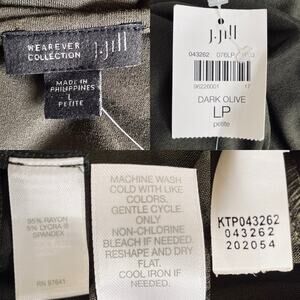 WEAREVER
COLLECTION
J.Jill
MADE IN
PHILIPPINES
L
PETITE
J.Jill
043262
96226001
17
DARK OLIVE
LP
petite
95% RAYON
5% LYCRA ®
SPANDEX
RN 97641
MACHINE WASH
COLD WITH LIKE
COLORS.
GENTLE CYCLE.
ONLY
NON-CHLORINE
BLEACH IF NEEDED.
RESHAPE AND DRY
FLAT.
COOL IRON IF
NEEDED.
KTP043262
043262
202054